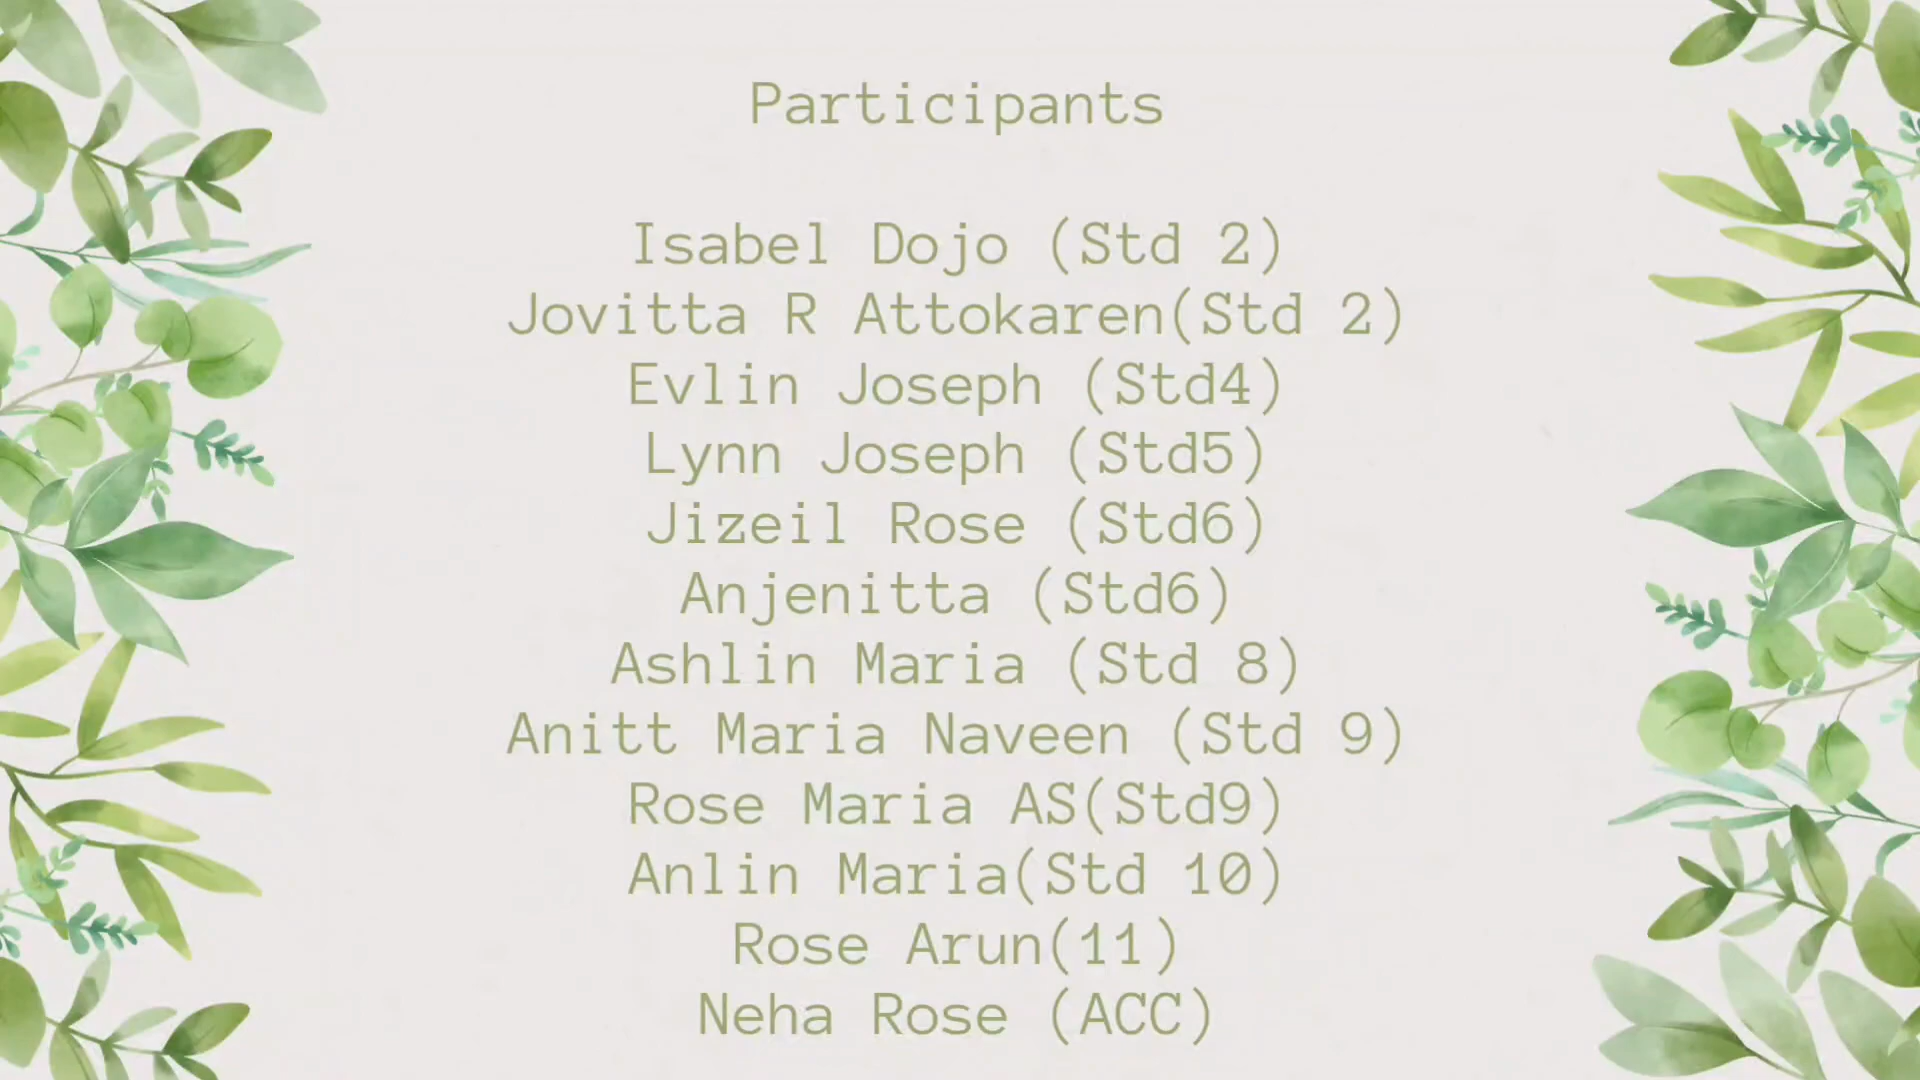 Participants
Isabel Dojo (Std 2)
Jovitta R Attokaren(Std 2)
Evlin Joseph (Std4)
Lynn Joseph (Std5)
Jizeil Rose (Std6)
Anjenitta (Std6)
Ashlin Maria (Std 8)
Anitt Maria Naveen (Std 9)
Rose Maria AS(Std9)
Anlin Maria(Std 10)
Rose Arun(11)
Neha Rose (ACC)